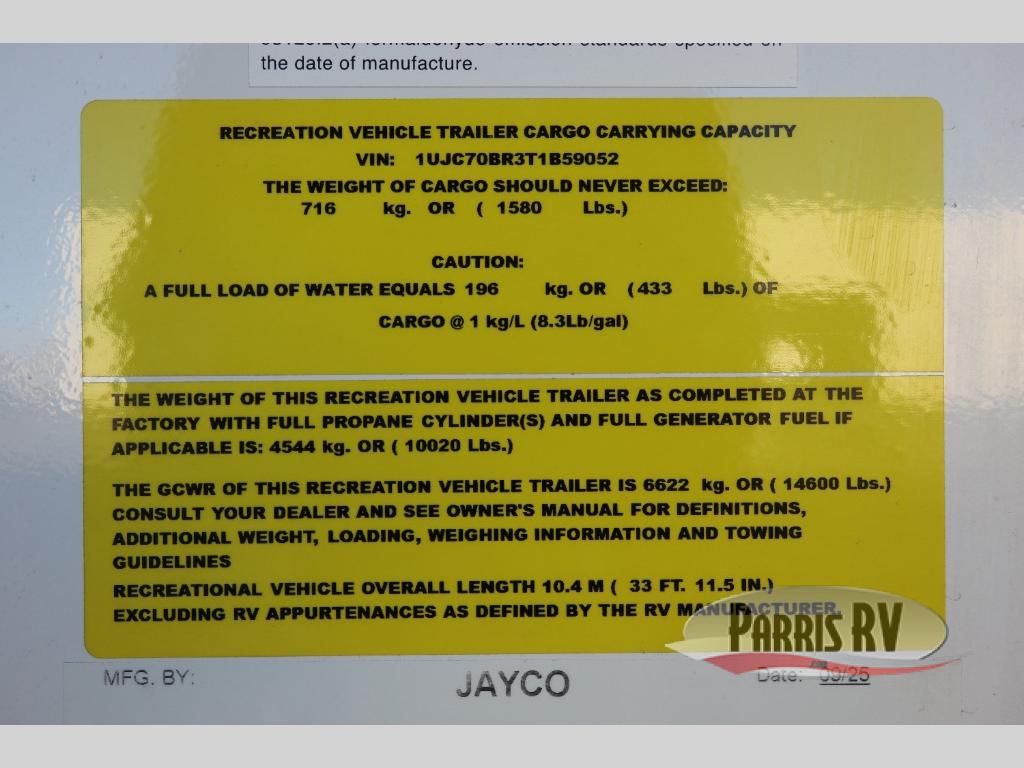 the date of manufacture.
RECREATION VEHICLE TRAILER CARGO CARRYING CAPACITY
VIN: 1UJC70BR3T1B59052
THE WEIGHT OF CARGO SHOULD NEVER EXCEED:
716 kg. OR ( 1580 Lbs.)
CAUTION:
A FULL LOAD OF WATER EQUALS 196 kg. OR (433 Lbs.) OF
CARGO @ 1 kg/L (8.3Lb/gal)
THE WEIGHT OF THIS RECREATION VEHICLE TRAILER AS COMPLETED AT THE
FACTORY WITH FULL PROPANE CYLINDER(S) AND FULL GENERATOR FUEL IF
APPLICABLE IS: 4544 kg. OR ( 10020 Lbs.)
THE GCWR OF THIS RECREATION VEHICLE TRAILER IS 6622 kg. OR ( 14600 Lbs.)
CONSULT YOUR DEALER AND SEE OWNER'S MANUAL FOR DEFINITIONS,
ADDITIONAL WEIGHT, LOADING, WEIGHING INFORMATION AND TOWING
GUIDELINES
RECREATIONAL VEHICLE OVERALL LENGTH 10.4 M ( 33 FT. 11.5 IN.)
EXCLUDING RV APPURTENANCES AS DEFINED BY THE RV MANUFACTURER.
PARRIS RV
.com
MFG. BY: JAYCO Date: 09/25